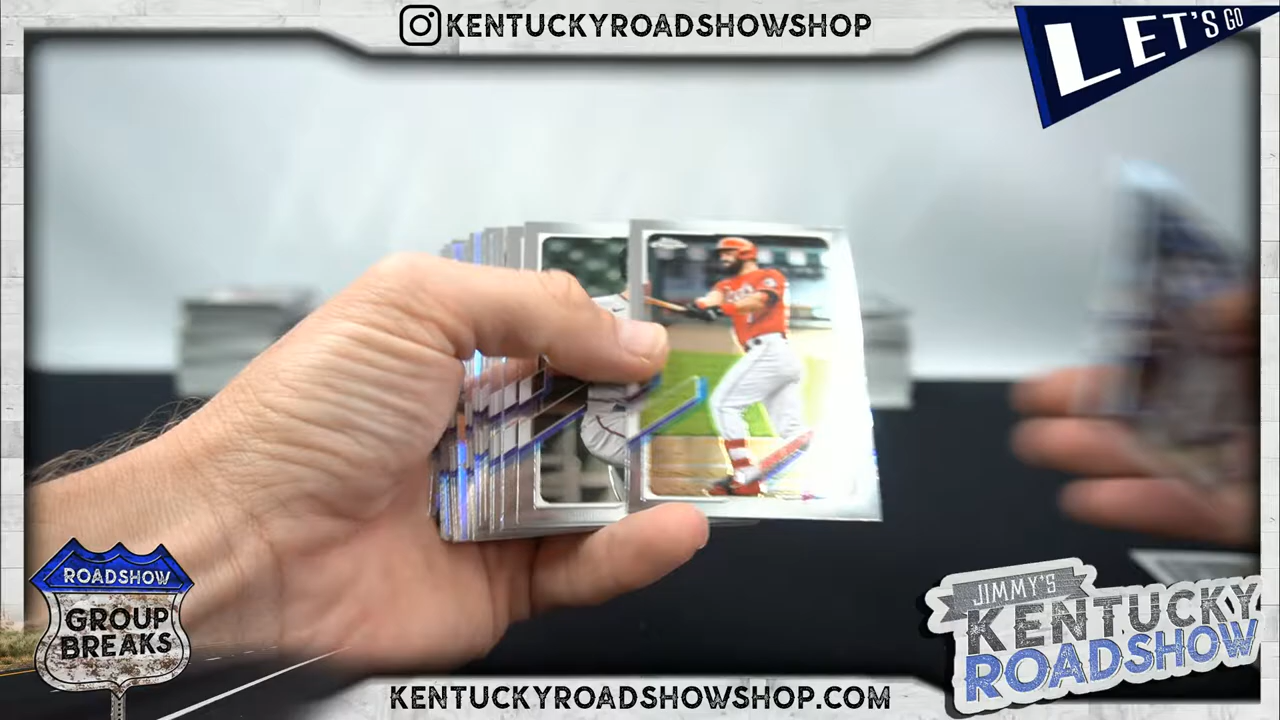 KENTUCKYROADSHOWSHOP
LET'S GO
ROADSHOW
GROUP
BREAKS
JIMMY'S
KENTUCKY
ROADSHOW
KENTUCKYROADSHOWSHOP.COM